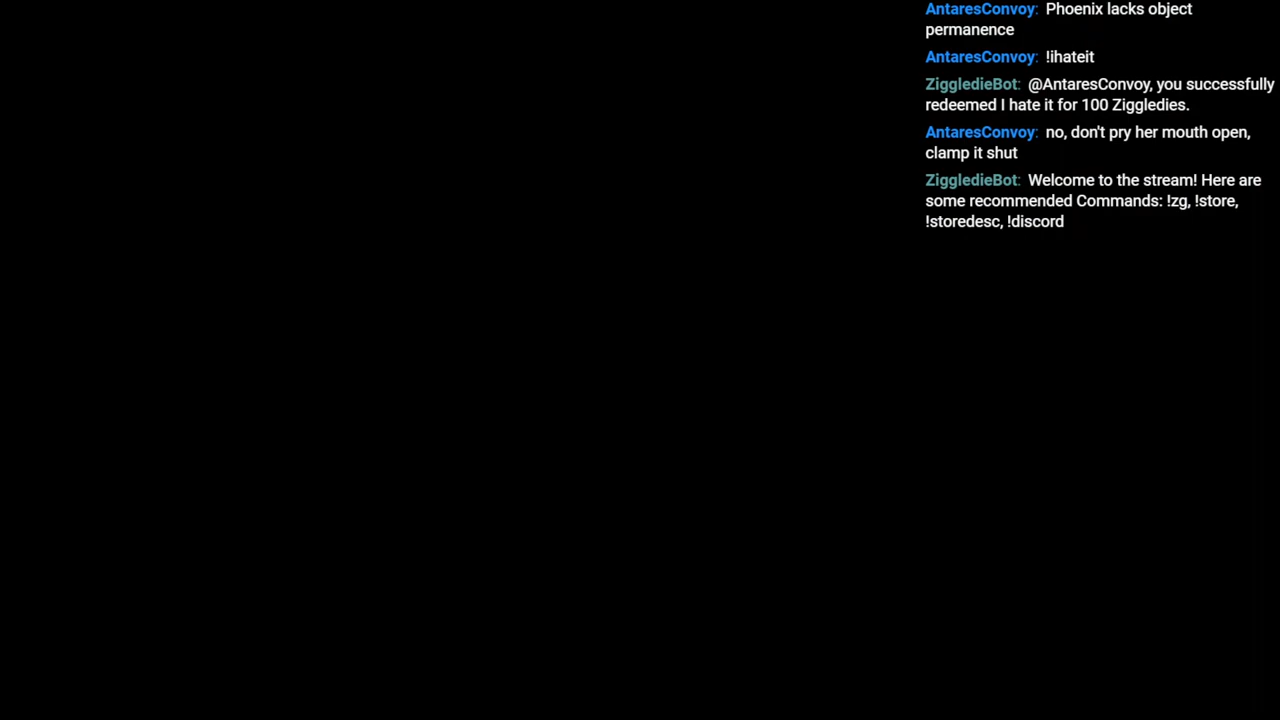 AntaresConvoy: Phoenix lacks object
permanence
AntaresConvoy: !ihateit
ZiggledieBot: @AntaresConvoy, you successfully
redeemed I hate it for 100 Ziggledies.
AntaresConvoy: no, don't pry her mouth open,
clamp it shut
ZiggledieBot: Welcome to the stream! Here are
some recommended Commands: !zg, !store,
!storedesc, !discord